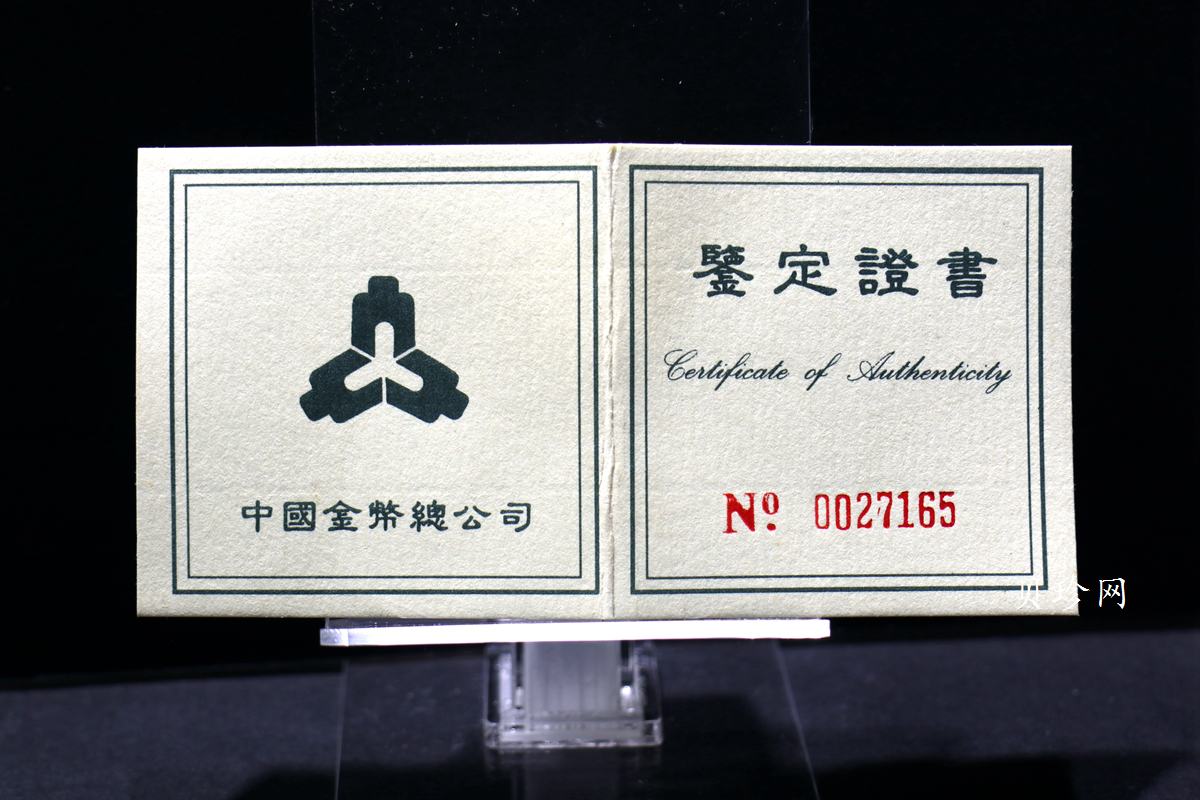 中國金幣總公司
鑒定證書
Certificate of Authenticity
Nº 0027165
贝珍网